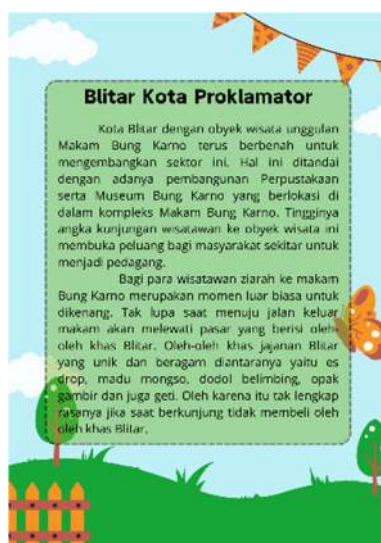 Blitar Kota Proklamator
Kota Blitar dengan obyek wisata unggulan
Makam Bung Karno terus berbenah untuk
mengembangkan sektor ini. Hal ini ditandai
dengan adanya pembangunan Perpustakaan
serta Museum Bung Karno yang berlokasi di
dalam kompleks Makam Bung Karno. Tingginya
angka kunjungan wisatawan ke obyek wisata ini
membuka peluang bagi masyarakat sekitar untuk
menjadi pedagang.
Bagi para wisatawan ziarah ke makam
Bung Karno merupakan momen luar biasa untuk
dikenang. Tak lupa saat menuju jalan keluar
makam akan melewati pasar yang berisi oleh-
oleh khas Blitar. Oleh-oleh khas jajanan Blitar
yang unik dan beragam diantaranya yaitu es
drop, madu mongso, dodol belimbing, opak
gambir dan juga geti. Oleh karena itu tak lengkap
rasanya jika saat berkunjung tidak membeli oleh
oleh khas Blitar,